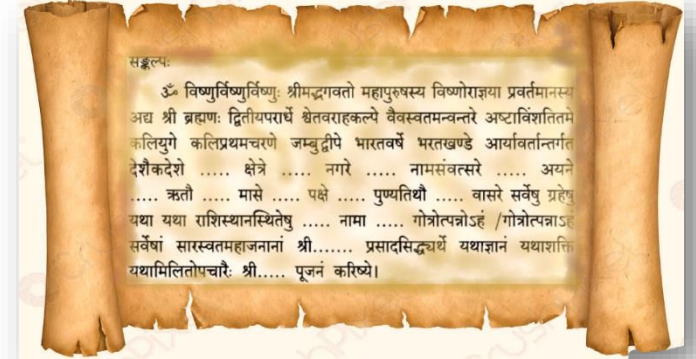 सङ्कल्पः
ॐ विष्णुर्विष्णुर्विष्णुः श्रीमद्भगवतो महापुरुषस्य विष्णोराज्ञया प्रवर्तमानस्य
अद्य श्री ब्रह्मणः द्वितीयपरार्धे श्वेतवराहकल्पे वैवस्वतमन्वन्तरे अष्टाविंशतितमे
कलियुगे कलिप्रथमचरणे जम्बुद्वीपे भारतवर्षे भरतखण्डे आर्यावर्तान्तर्गत
देशैकदेशे ..... क्षेत्रे ..... नगरे ..... नामसंवत्सरे ..... अयने
..... ऋतौ ..... मासे ..... पक्षे ..... पुण्यतिथौ ..... वासरे सर्वेषु ग्रहेषु
यथा यथा राशिस्थानस्थितेषु ..... नामा ..... गोत्रोत्पन्नोऽहं /गोत्रोत्पन्नाऽहं
सर्वेषां सारस्वतमहाजनानां श्री....... प्रसादसिद्ध्यर्थे यथाज्ञानं यथाशक्ति
यथामिलितोपचारैः श्री..... पूजनं करिष्ये।